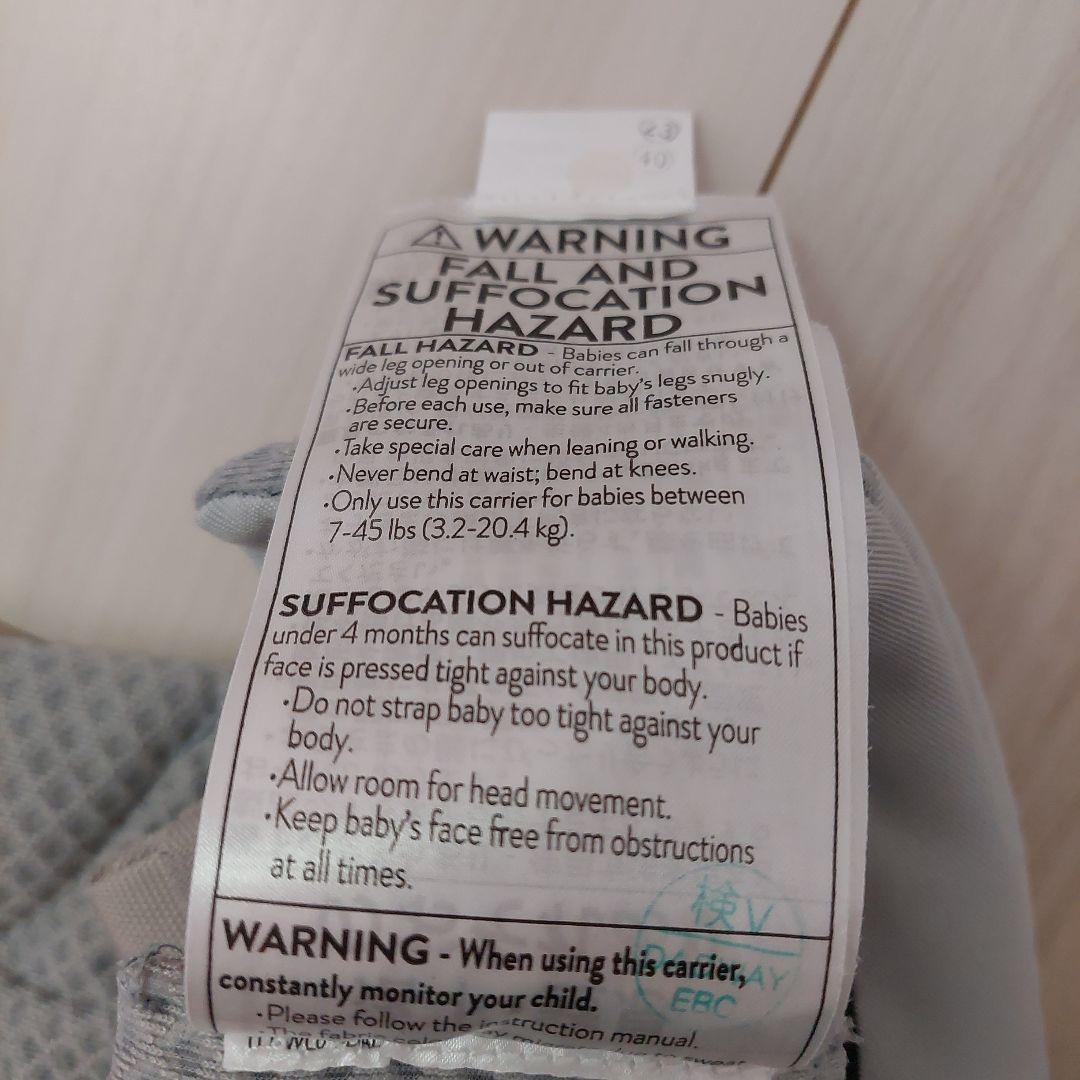 23
40
WARNING
FALL AND
SUFFOCATION
HAZARD
FALL HAZARD - Babies can fall through a
wide leg opening or out of carrier.
•Adjust leg openings to fit baby's legs snugly.
•Before each use, make sure all fasteners
are secure.
•Take special care when leaning or walking.
•Never bend at waist; bend at knees.
•Only use this carrier for babies between
7-45 lbs (3.2-20.4 kg).
SUFFOCATION HAZARD - Babies
under 4 months can suffocate in this product if
face is pressed tight against your body.
•Do not strap baby too tight against your
body.
•Allow room for head movement.
•Keep baby's face free from obstructions
at all times.
検V
EBC
WARNING - When using this carrier,
constantly monitor your child.
•Please follow the instruction manual.
•The fabric